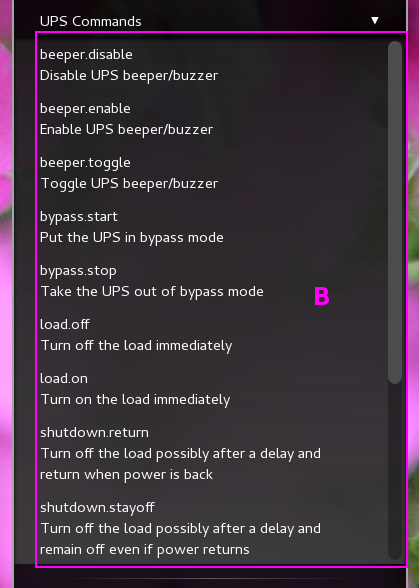 UPS Commands ▼
beeper.disable
Disable UPS beeper/buzzer
beeper.enable
Enable UPS beeper/buzzer
beeper.toggle
Toggle UPS beeper/buzzer
bypass.start
Put the UPS in bypass mode
bypass.stop
Take the UPS out of bypass mode
B
load.off
Turn off the load immediately
load.on
Turn on the load immediately
shutdown.return
Turn off the load possibly after a delay and
return when power is back
shutdown.stayoff
Turn off the load possibly after a delay and
remain off even if power returns